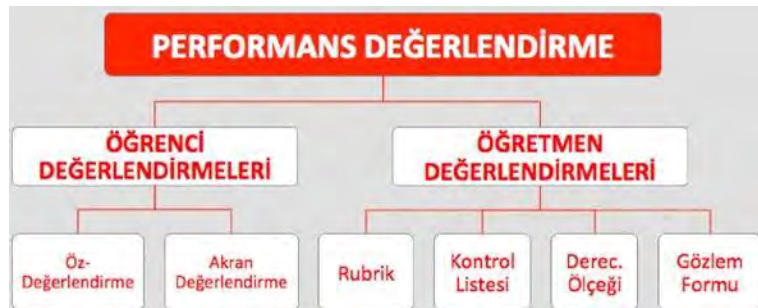 PERFORMANS DEĞERLENDİRME
ÖĞRENCİ
DEĞERLENDİRMELERİ
ÖĞRETMEN
DEĞERLENDİRMELERİ
Öz-
Değerlendirme
Akran
Değerlendirme
Rubrik
Kontrol
Listesi
Derec.
Ölçeği
Gözlem
Formu